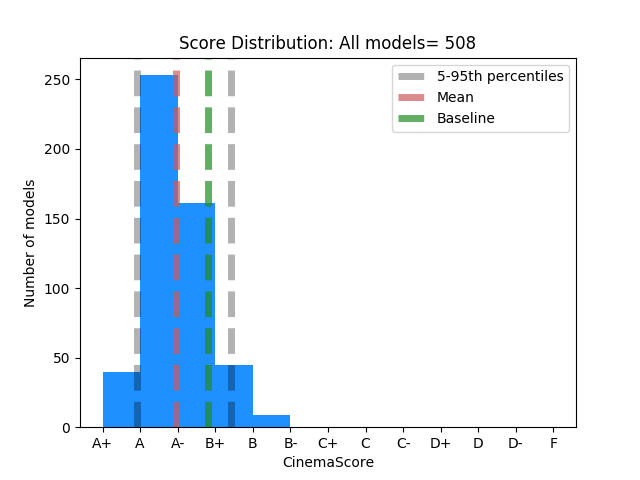 Score Distribution: All models= 508
5-95th percentiles
Mean
Baseline
Number of models
250
200
150
100
50
0
A+ A A- B+ B B- C+ C C- D+ D D- F
CinemaScore